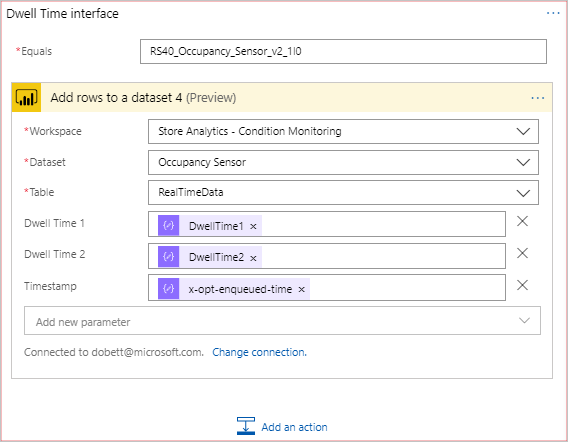 Dwell Time interface ...
*Equals RS40_Occupancy_Sensor_v2_1l0
Add rows to a dataset 4 (Preview) ...
*Workspace Store Analytics - Condition Monitoring
*Dataset Occupancy Sensor
*Table RealTimeData
Dwell Time 1 DwellTime1 ×
Dwell Time 2 DwellTime2 ×
Timestamp x-opt-enqueued-time ×
Add new parameter
Connected to dobett@microsoft.com. Change connection.
Add an action